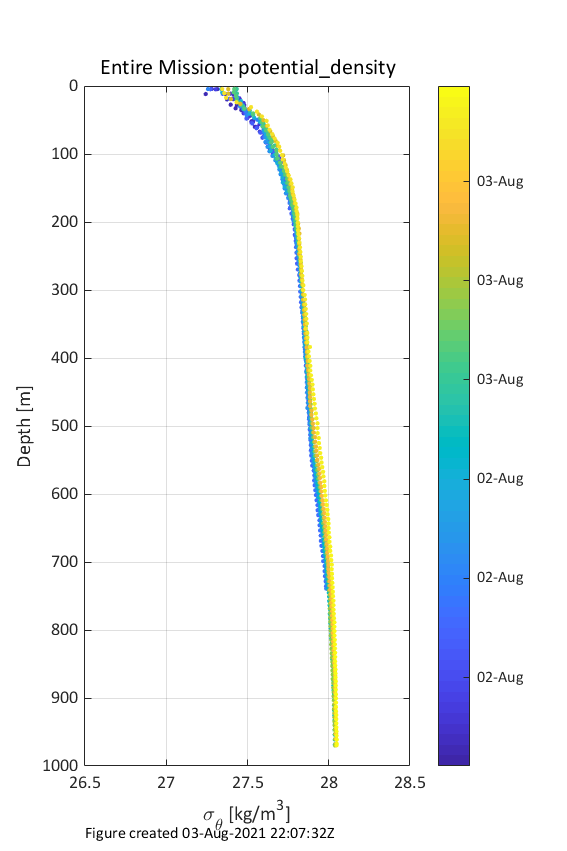 Entire Mission: potential_density
0
100
200
300
400
500
600
700
800
900
1000
Depth [m]
26.5 27 27.5 28 28.5
σθ [kg/m³]
03-Aug
03-Aug
03-Aug
02-Aug
02-Aug
02-Aug
Figure created 03-Aug-2021 22:07:32Z